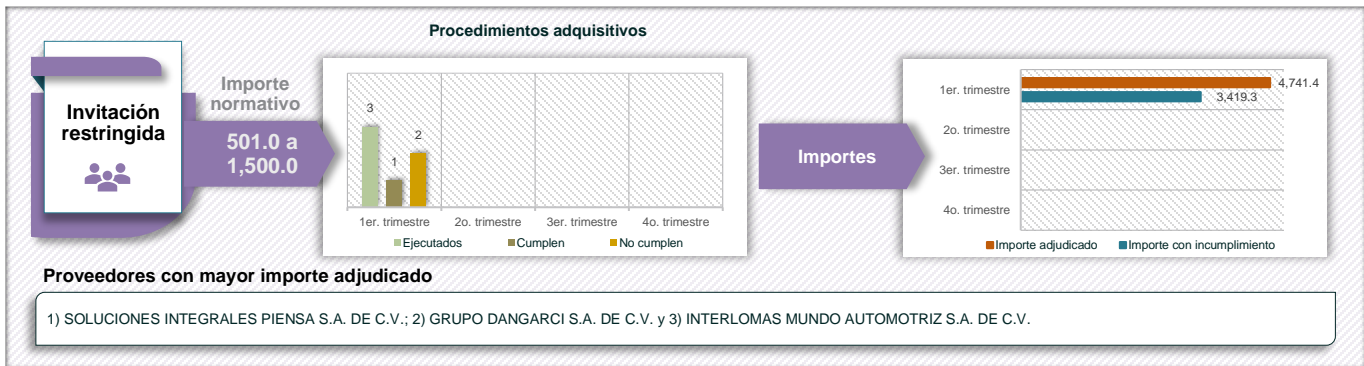 Procedimientos adquisitivos
Invitación
restringida
Importe
normativo
501.0 a
1,500.0
3
1
2
1er. trimestre
2o. trimestre
3er. trimestre
4o. trimestre
Ejecutados
Cumplen
No cumplen
Importes
1er. trimestre
4,741.4
3,419.3
2o. trimestre
3er. trimestre
4o. trimestre
Importe adjudicado
Importe con incumplimiento
Proveedores con mayor importe adjudicado
1) SOLUCIONES INTEGRALES PIENSA S.A. DE C.V.; 2) GRUPO DANGARCI S.A. DE C.V. y 3) INTERLOMAS MUNDO AUTOMOTRIZ S.A. DE C.V.